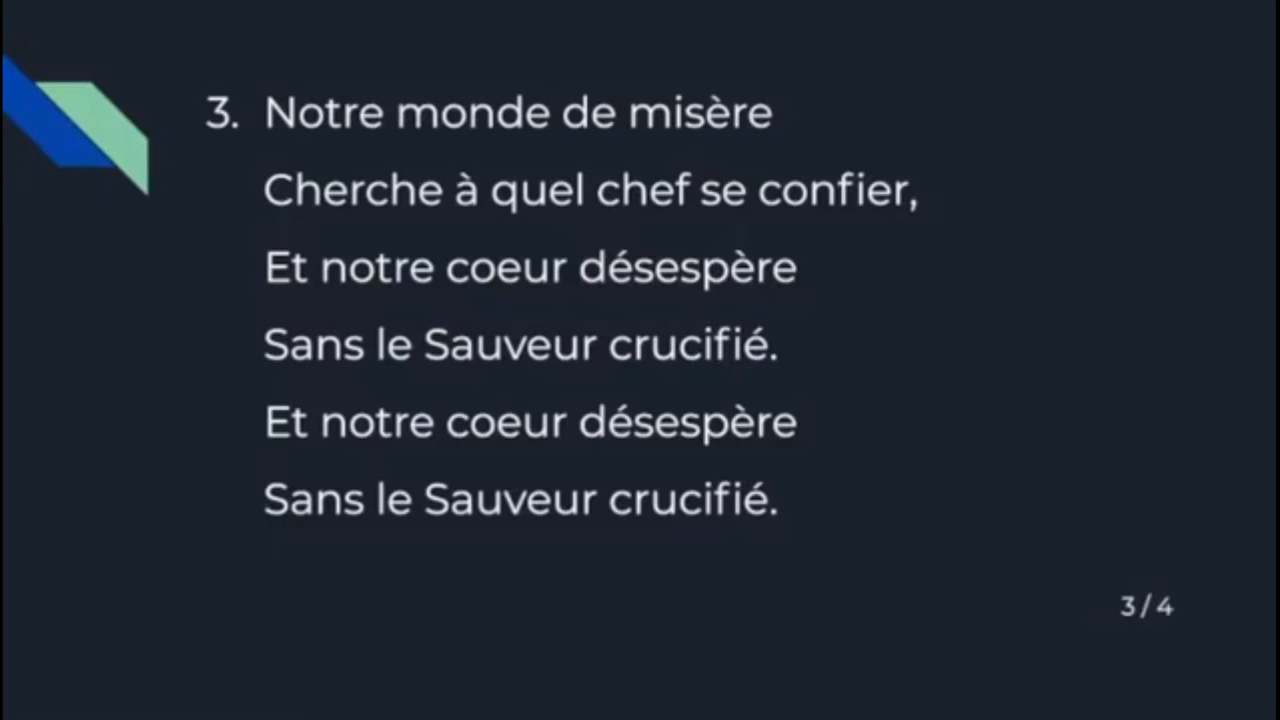 3. Notre monde de misère
Cherche à quel chef se confier,
Et notre coeur désespère
Sans le Sauveur crucifié.
Et notre coeur désespère
Sans le Sauveur crucifié.
3 / 4